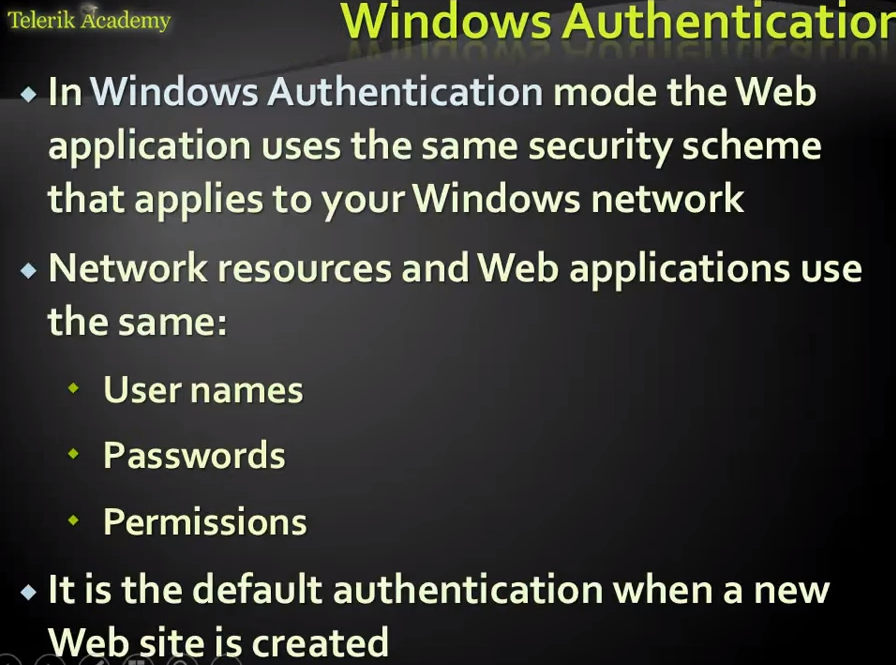 Telerik Academy
Windows Authentication
In Windows Authentication mode the Web
application uses the same security scheme
that applies to your Windows network
Network resources and Web applications use
the same:
User names
Passwords
Permissions
It is the default authentication when a new
Web site is created